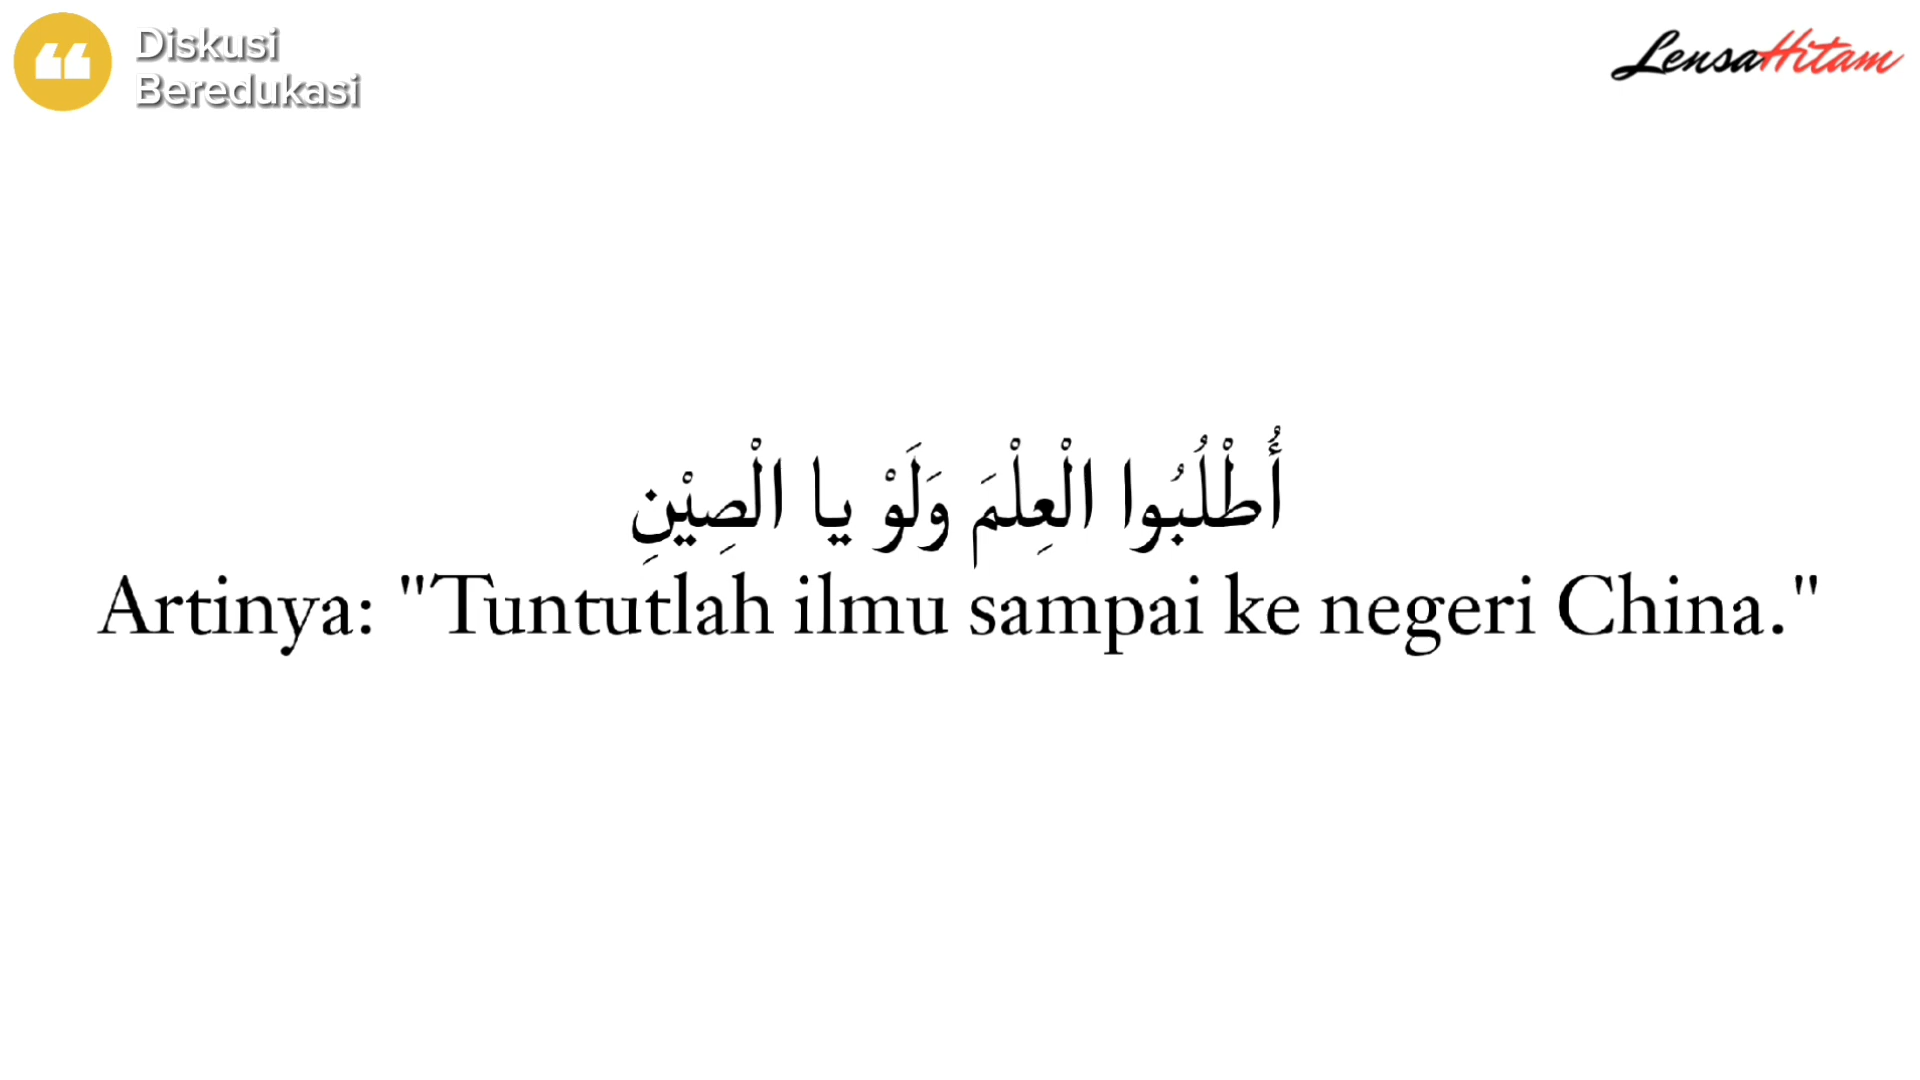 Diskusi
Beredukasi
LensaHitam
أُطْلُبُوا الْعِلْمَ وَلَوْ يا الْصِيْنِ
Artinya: "Tuntutlah ilmu sampai ke negeri China."